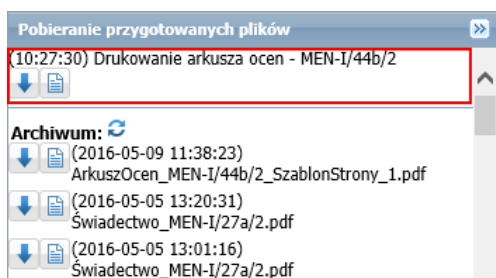 Pobieranie przygotowanych plików
(10:27:30) Drukowanie arkusza ocen - MEN-I/44b/2
Archiwum:
(2016-05-09 11:38:23)
ArkuszOcen_MEN-I/44b/2_SzablonStrony_1.pdf
(2016-05-05 13:20:31)
Świadectwo_MEN-I/27a/2.pdf
(2016-05-05 13:01:16)
Świadectwo_MEN-I/27a/2.pdf